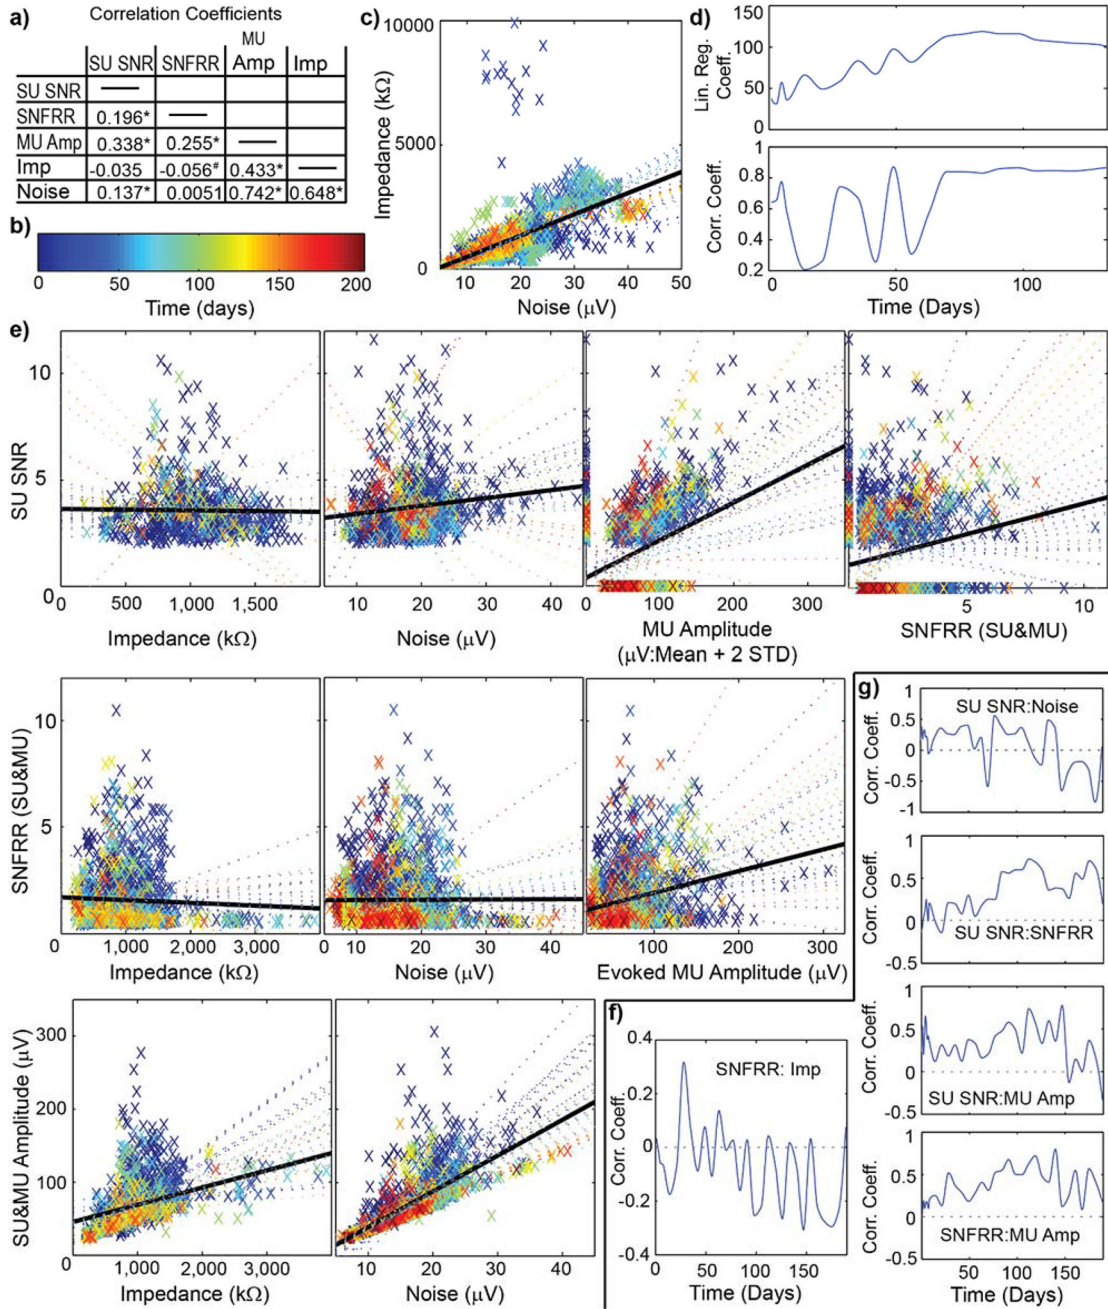 a) Correlation Coefficients
SU SNR SNFRR MU Amp Imp
SU SNR
SNFRR 0.196*
MU Amp 0.338* 0.255*
Imp -0.035 -0.056# 0.433*
Noise 0.137* 0.0051 0.742* 0.648*
b)
0 50 100 150 200
Time (days)
c)
10000
5000
0
Impedance (kΩ)
10 20 30 40 50
Noise (μV)
d)
150
100
50
0
Lin. Reg. Coeff.
1
0.8
0.6
0.4
0.2
Corr. Coeff.
0 50 100
Time (Days)
e)
10
5
0
SU SNR
0 500 1,000 1,500
Impedance (kΩ)
10 20 30 40
Noise (μV)
0 100 200 300
MU Amplitude
(μV:Mean + 2 STD)
5 10
SNFRR (SU&MU)
10
5
SNFRR (SU&MU)
0 1,000 2,000 3,000
Impedance (kΩ)
0 20 30 40
Noise (μV)
0 100 200 300
Evoked MU Amplitude (μV)
300
200
100
0
SU&MU Amplitude (μV)
0 1,000 2,000 3,000
Impedance (kΩ)
10 20 30 40
Noise (μV)
f)
SNFRR: Imp
0.4
0.2
0
-0.2
-0.4
Corr. Coeff.
0 50 100 150
Time (Days)
g)
SU SNR:Noise
1
0.5
0
-0.5
-1
Corr. Coeff.
1
0.5
0
-0.5
Corr. Coeff.
SU SNR:SNFRR
1
0.5
0
-0.5
Corr. Coeff.
SU SNR:MU Amp
1
0.5
0
-0.5
Corr. Coeff.
SNFRR:MU Amp
50 100 150
Time (Days)